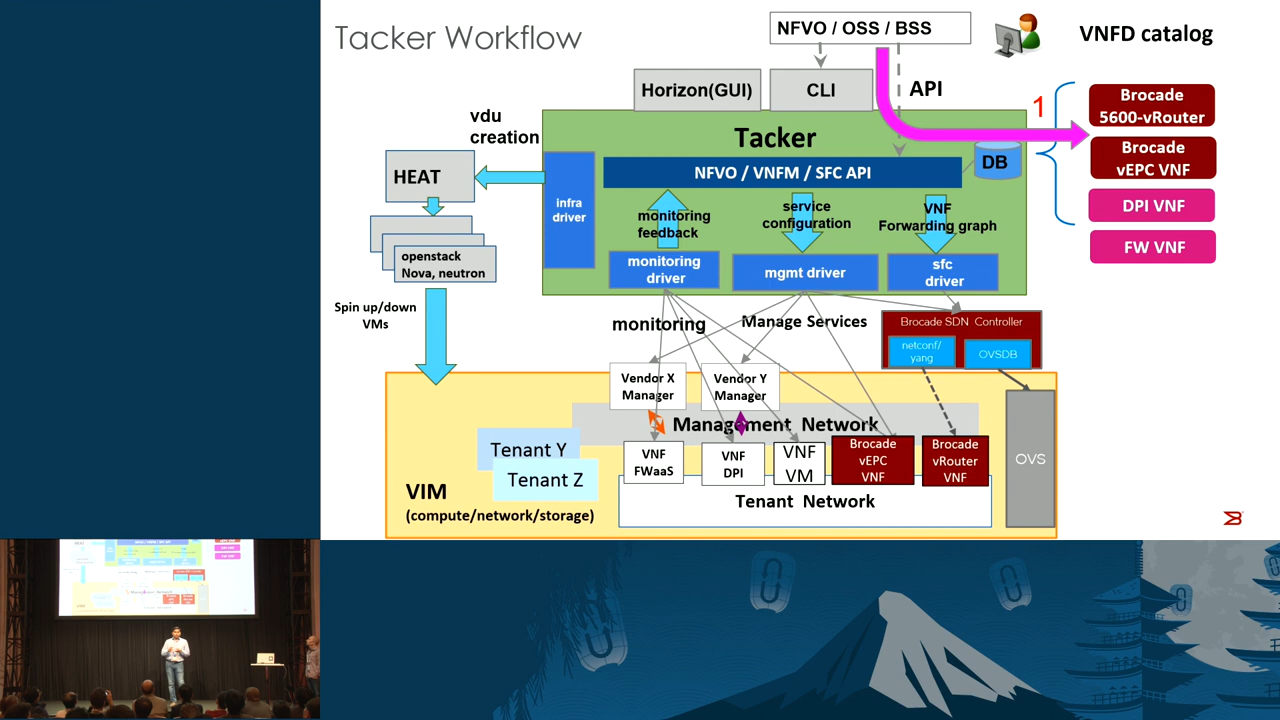 Tacker Workflow
NFVO / OSS / BSS
VNFD catalog
Horizon(GUI)
CLI
API
1
Brocade
5600-vRouter
Brocade
vEPC VNF
DPI VNF
FW VNF
vdu
creation
Tacker
HEAT
infra
driver
NFVO / VNFM / SFC API
DB
monitoring
feedback
service
configuration
VNF
Forwarding graph
monitoring
driver
mgmt driver
sfc
driver
openstack
Nova, neutron
Spin up/down
VMs
monitoring
Manage Services
Brocade SDN Controller
netconf/
yang
OVSDB
Vendor X
Manager
Vendor Y
Manager
Management Network
Tenant Y
Tenant Z
VNF
FWaaS
VNF
DPI
VNF
VM
Brocade
vEPC
VNF
Brocade
vRouter
VNF
OVS
VIM
(compute/network/storage)
Tenant Network